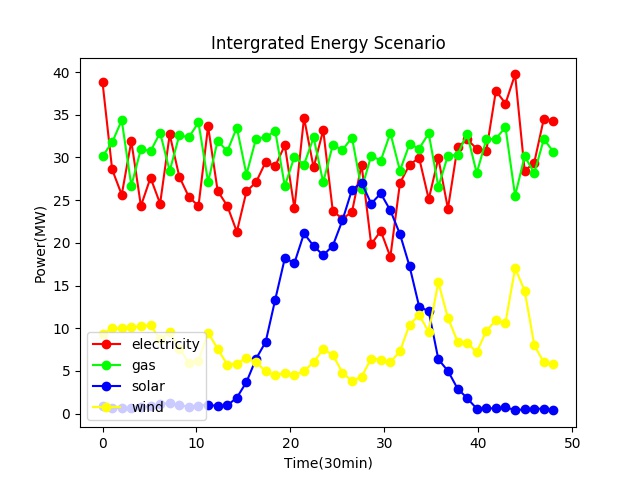 Intergrated Energy Scenario
Power(MW)
40
35
30
25
20
15
10
5
0
electricity
gas
solar
wind
0 10 20 30 40 50
Time(30min)